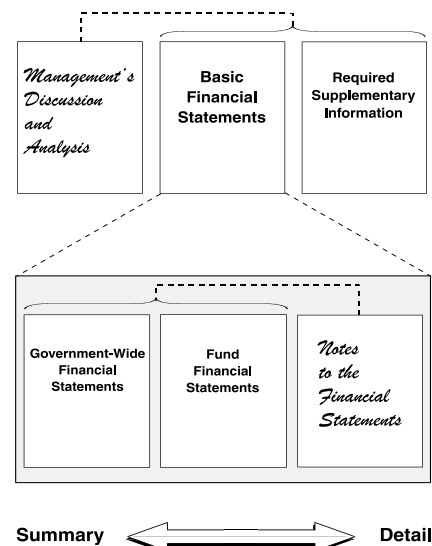 Management's
Discussion
and
Analysis
Basic
Financial
Statements
Required
Supplementary
Information
Government-Wide
Financial
Statements
Fund
Financial
Statements
Notes
to the
Financial
Statements
Summary
Detail